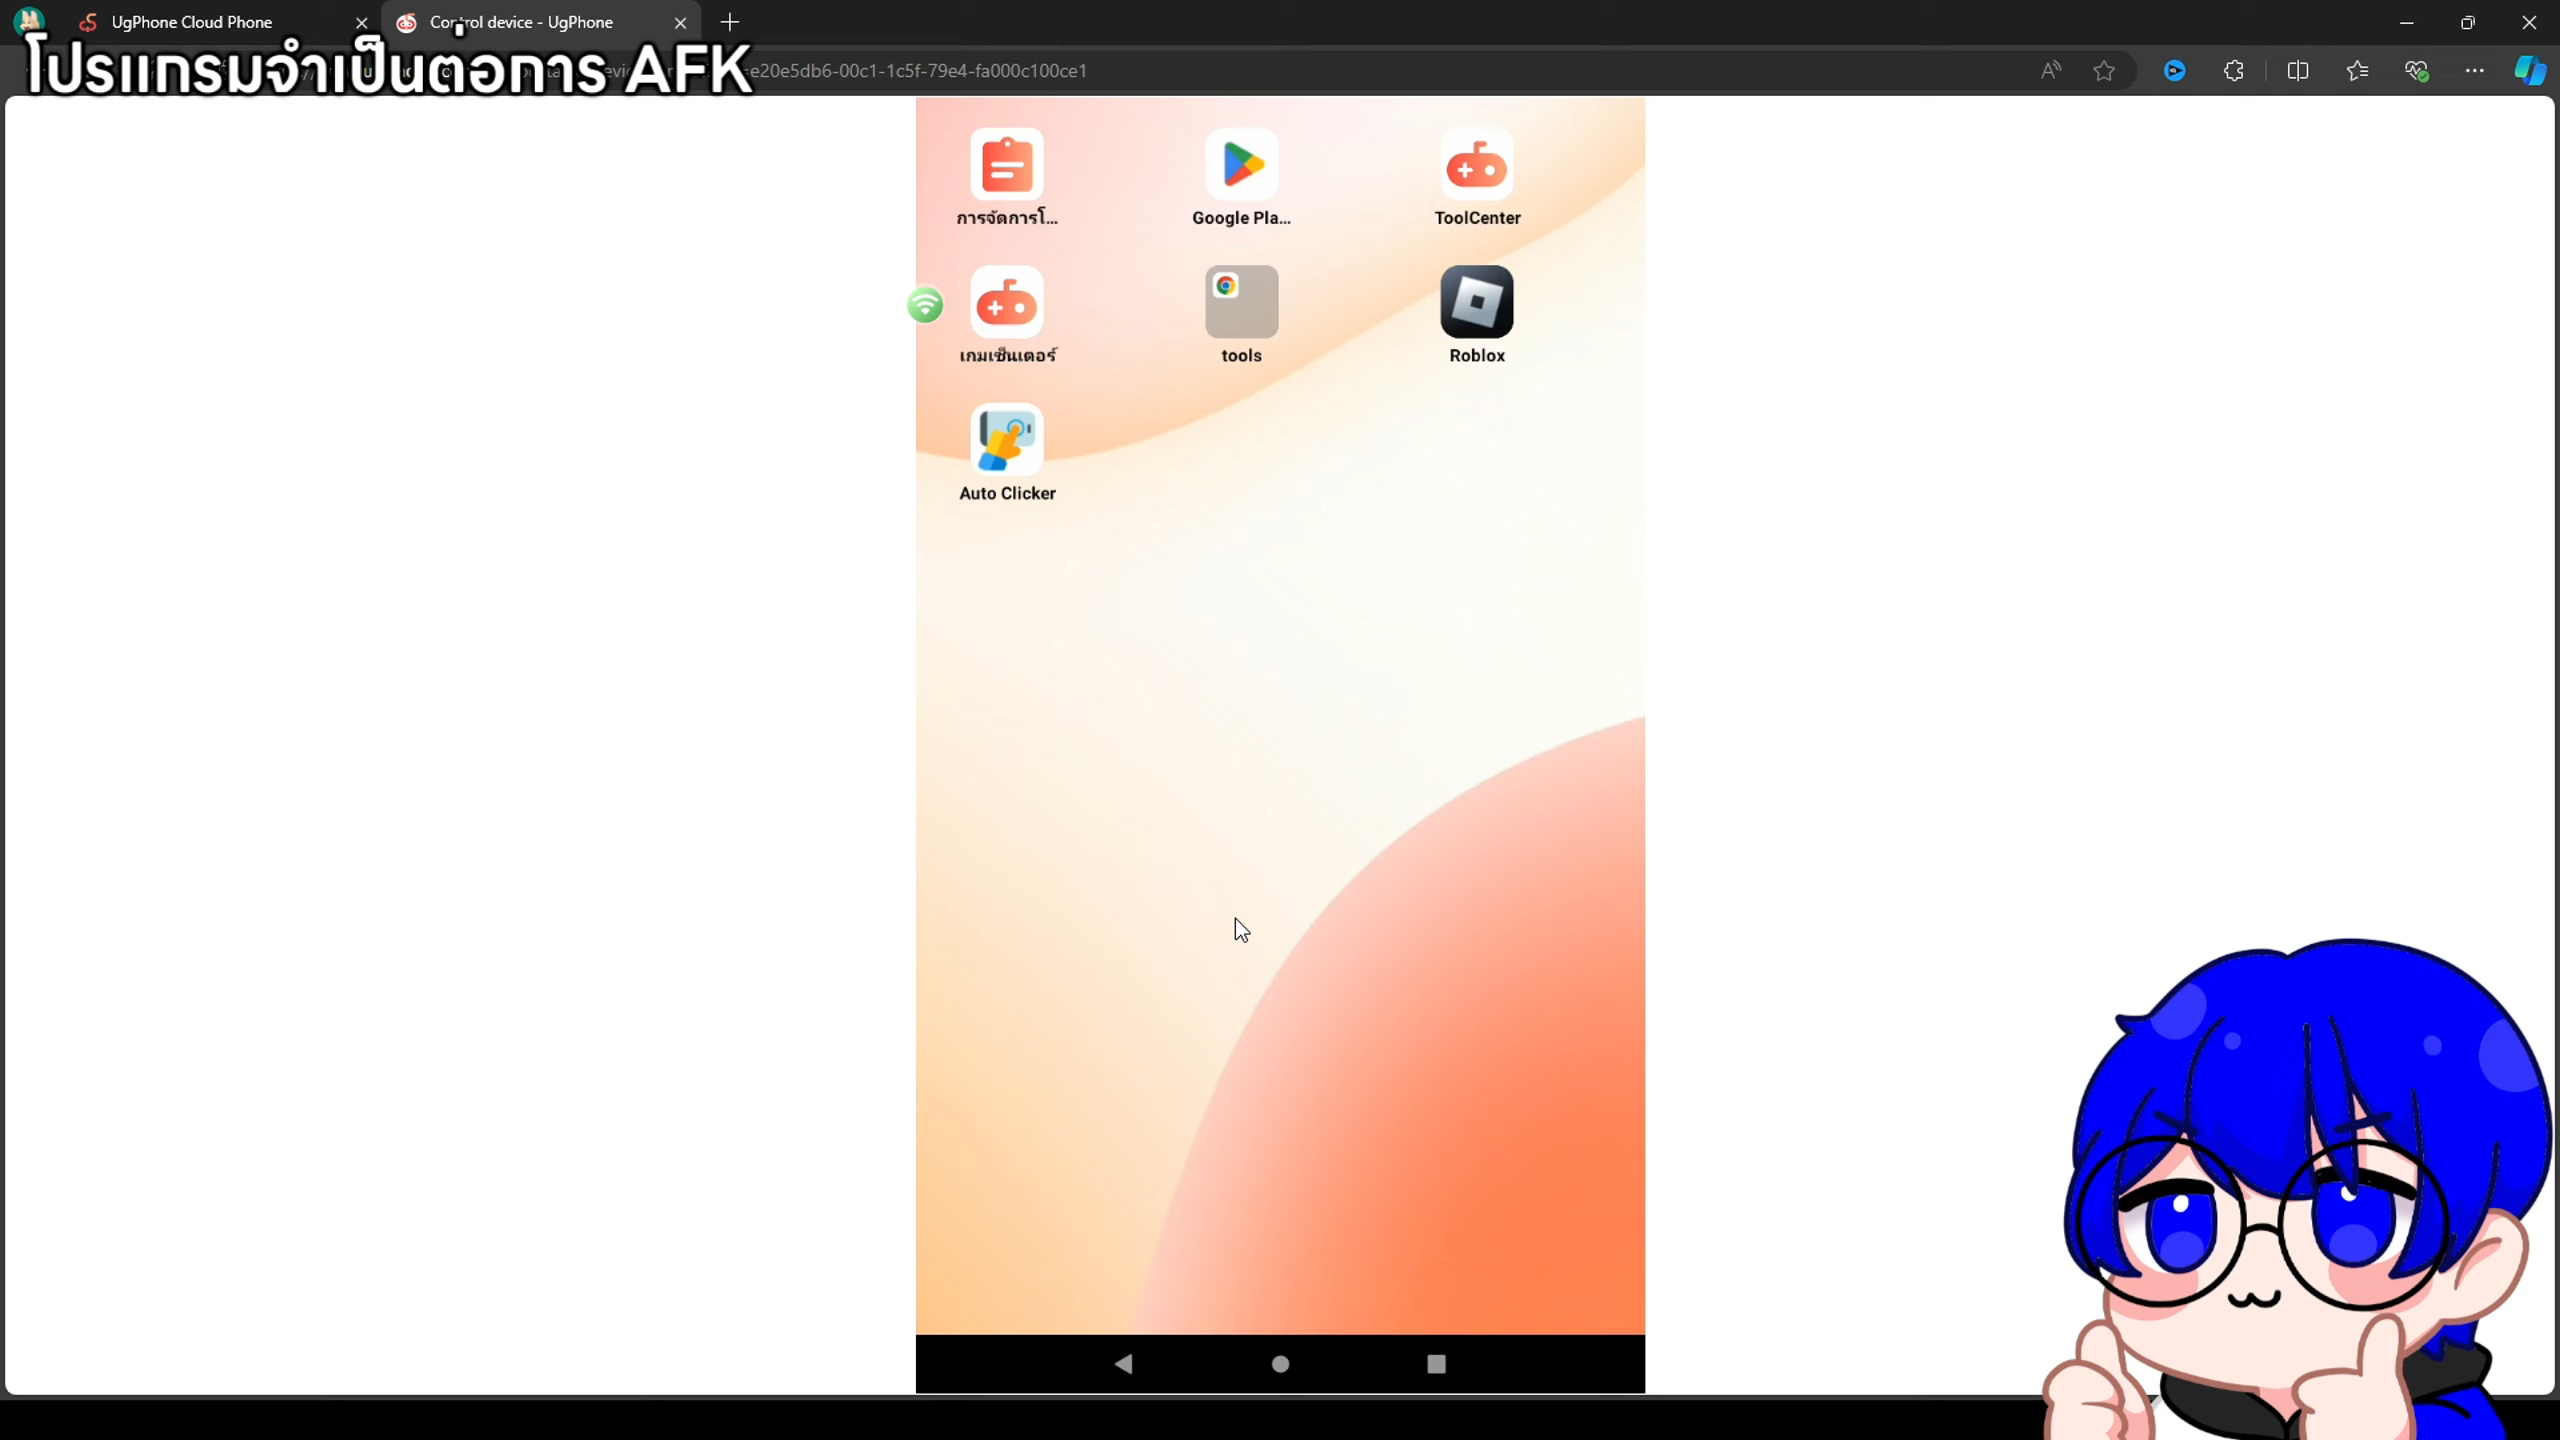 UgPhone Cloud Phone
Control device - UgPhone
โปรแกรมจำเป็นต่อการ AFK
e20e5db6-00c1-1c5f-79e4-fa000c100ce1
การจัดการโ...
Google Pla...
ToolCenter
เกมเซ็นเตอร์
tools
Roblox
Auto Clicker